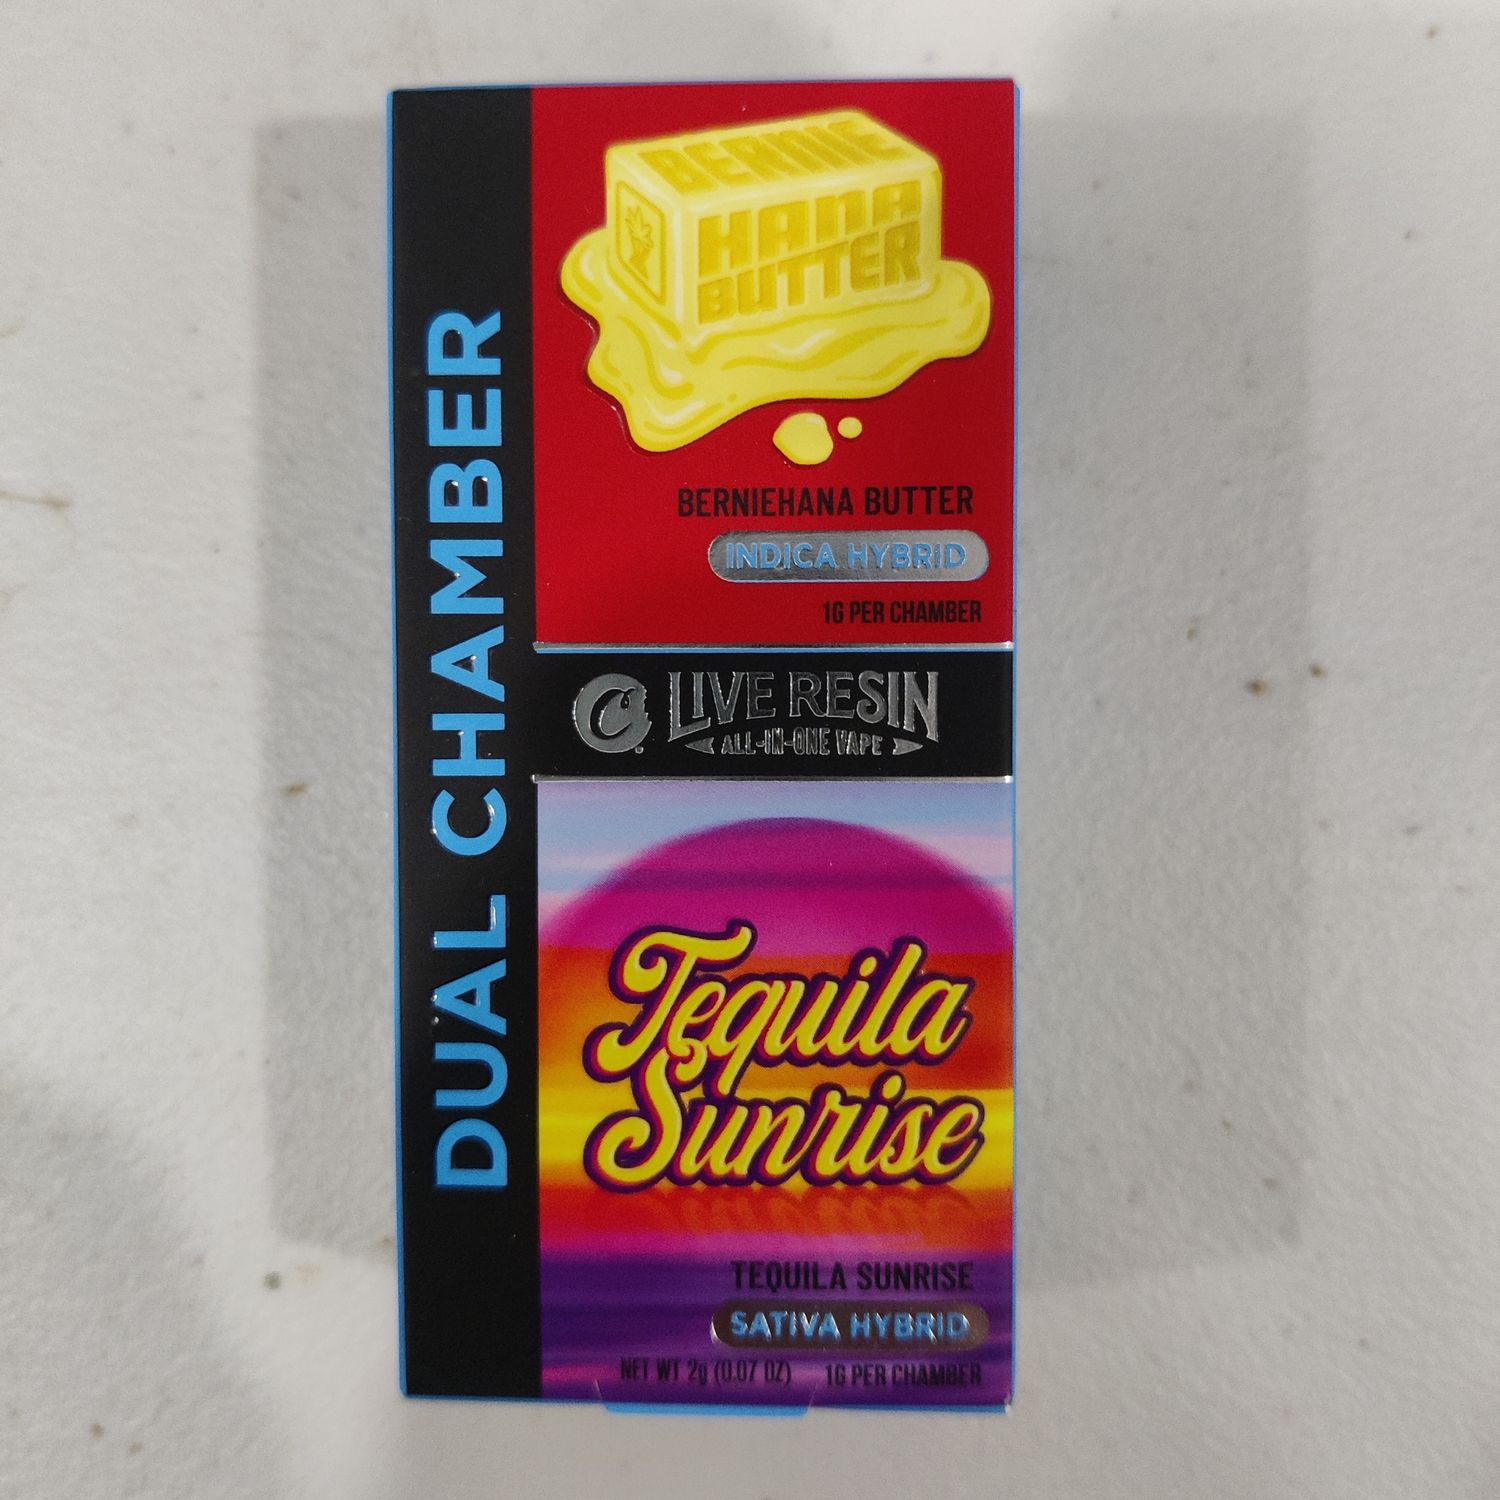 DUAL CHAMBER
BERNIE
HANA
BUTTER
BERNIEHANA BUTTER
INDICA HYBRID
1G PER CHAMBER
C
LIVE RESIN
ALL-IN-ONE VAPE
Tequila
Sunrise
TEQUILA SUNRISE
SATIVA HYBRID
NET WT 2g (0.07 OZ) 1G PER CHAMBER